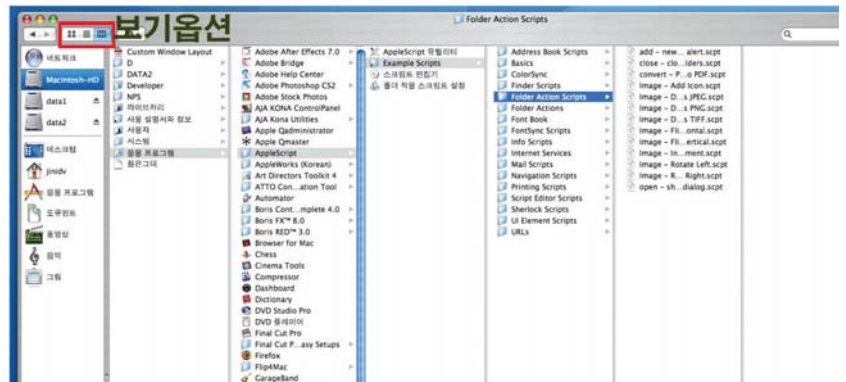 보기옵션
Folder Action Scripts
네트워크
Macintosh-HD
data1
data2
데스크탑
jinidv
응용 프로그램
도큐멘트
동영상
음악
그림
Custom Window Layout
D
DATA2
Developer
NPS
라이브러리
사용 설명서와 정보
사용자
시스템
응용 프로그램
Adobe After Effects 7.0
Adobe Bridge
Adobe Help Center
Adobe Photoshop CS2
Adobe Stock Photos
AJA KONA ControlPanel
AJA Kona Utilities
Apple Qadministrator
Apple Qmaster
AppleScript
AppleWorks (Korean)
Art Directors Toolkit 4
ATTO Con...ation Tool
Automator
Boris Cont...mplete 4.0
Boris FX™ 8.0
Boris RED™ 3.0
Browser for Mac
Chess
Cinema Tools
Compressor
Dashboard
Dictionary
DVD Studio Pro
DVD 플레이어
Final Cut Pro
Final Cut P...asy Setups
Firefox
Flip4Mac
GarageBand
AppleScript 유틸리티
Example Scripts
스크립트 편집기
폴더 적용 스크립트 설정
Address Book Scripts
Basics
ColorSync
Finder Scripts
Folder Action Scripts
Folder Actions
Font Book
FontSync Scripts
Info Scripts
Internet Services
Mail Scripts
Navigation Scripts
Printing Scripts
Script Editor Scripts
Sherlock Scripts
UI Element Scripts
URLs
add - new... alert.scpt
close - clo...lders.scpt
convert - P...o PDF.scpt
Image - Add Icon.scpt
Image - D...s JPEG.scpt
Image - D...s PNG.scpt
Image - D...s TIFF.scpt
Image - Fli...ontal.scpt
Image - Fli...ertical.scpt
Image - In...ment.scpt
Image - Rotate Left.scpt
Image - R... Right.scpt
open - sh...dialog.scpt